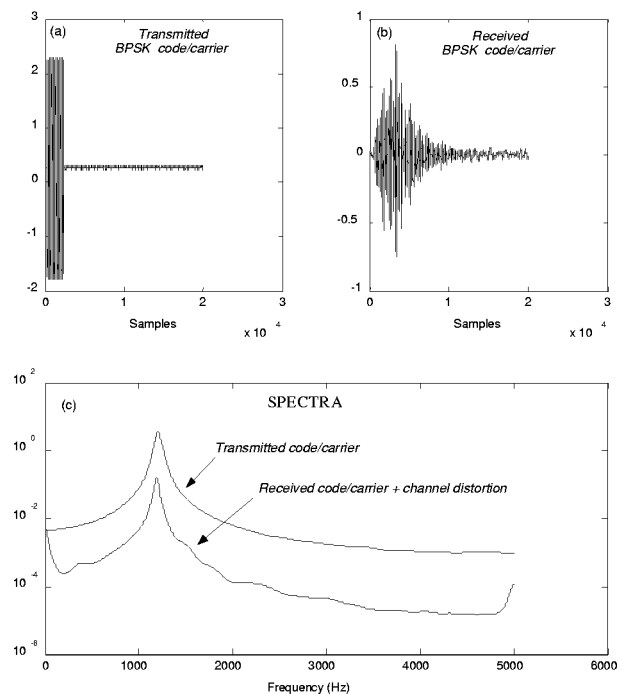 (a)
Transmitted
BPSK code/carrier
3
2
1
0
-1
-2
0
1
2
3
Samples
x 10 4
(b)
Received
BPSK code/carrier
1
0.5
0
-0.5
-1
0
1
2
3
Samples
x 10 4
(c)
SPECTRA
Transmitted code/carrier
Received code/carrier + channel distortion
10 2
10 0
10 -2
10 -4
10 -6
10 -8
0
1000
2000
3000
4000
5000
6000
Frequency (Hz)